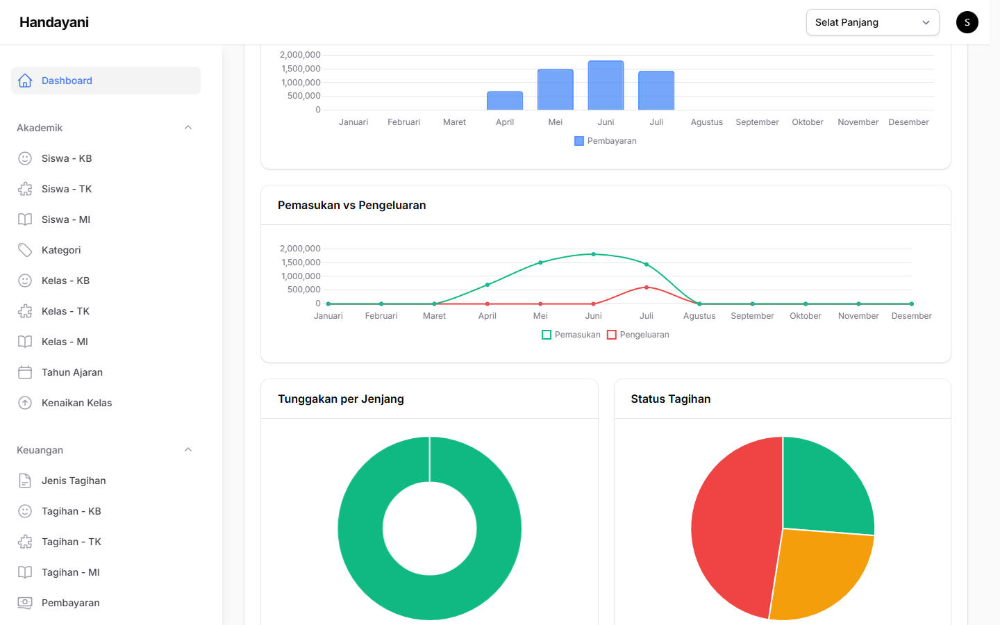 Handayani
Selat Panjang
S
Dashboard
Akademik
Siswa - KB
Siswa - TK
Siswa - MI
Kategori
Kelas - KB
Kelas - TK
Kelas - MI
Tahun Ajaran
Kenaikan Kelas
Keuangan
Jenis Tagihan
Tagihan - KB
Tagihan - TK
Tagihan - MI
Pembayaran
2,000,000
1,500,000
1,000,000
500,000
0
Januari Februari Maret April Mei Juni Juli Agustus September Oktober November Desember
Pembayaran
Pemasukan vs Pengeluaran
2,000,000
1,500,000
1,000,000
500,000
0
Januari Februari Maret April Mei Juni Juli Agustus September Oktober November Desember
Pemasukan Pengeluaran
Tunggakan per Jenjang
Status Tagihan